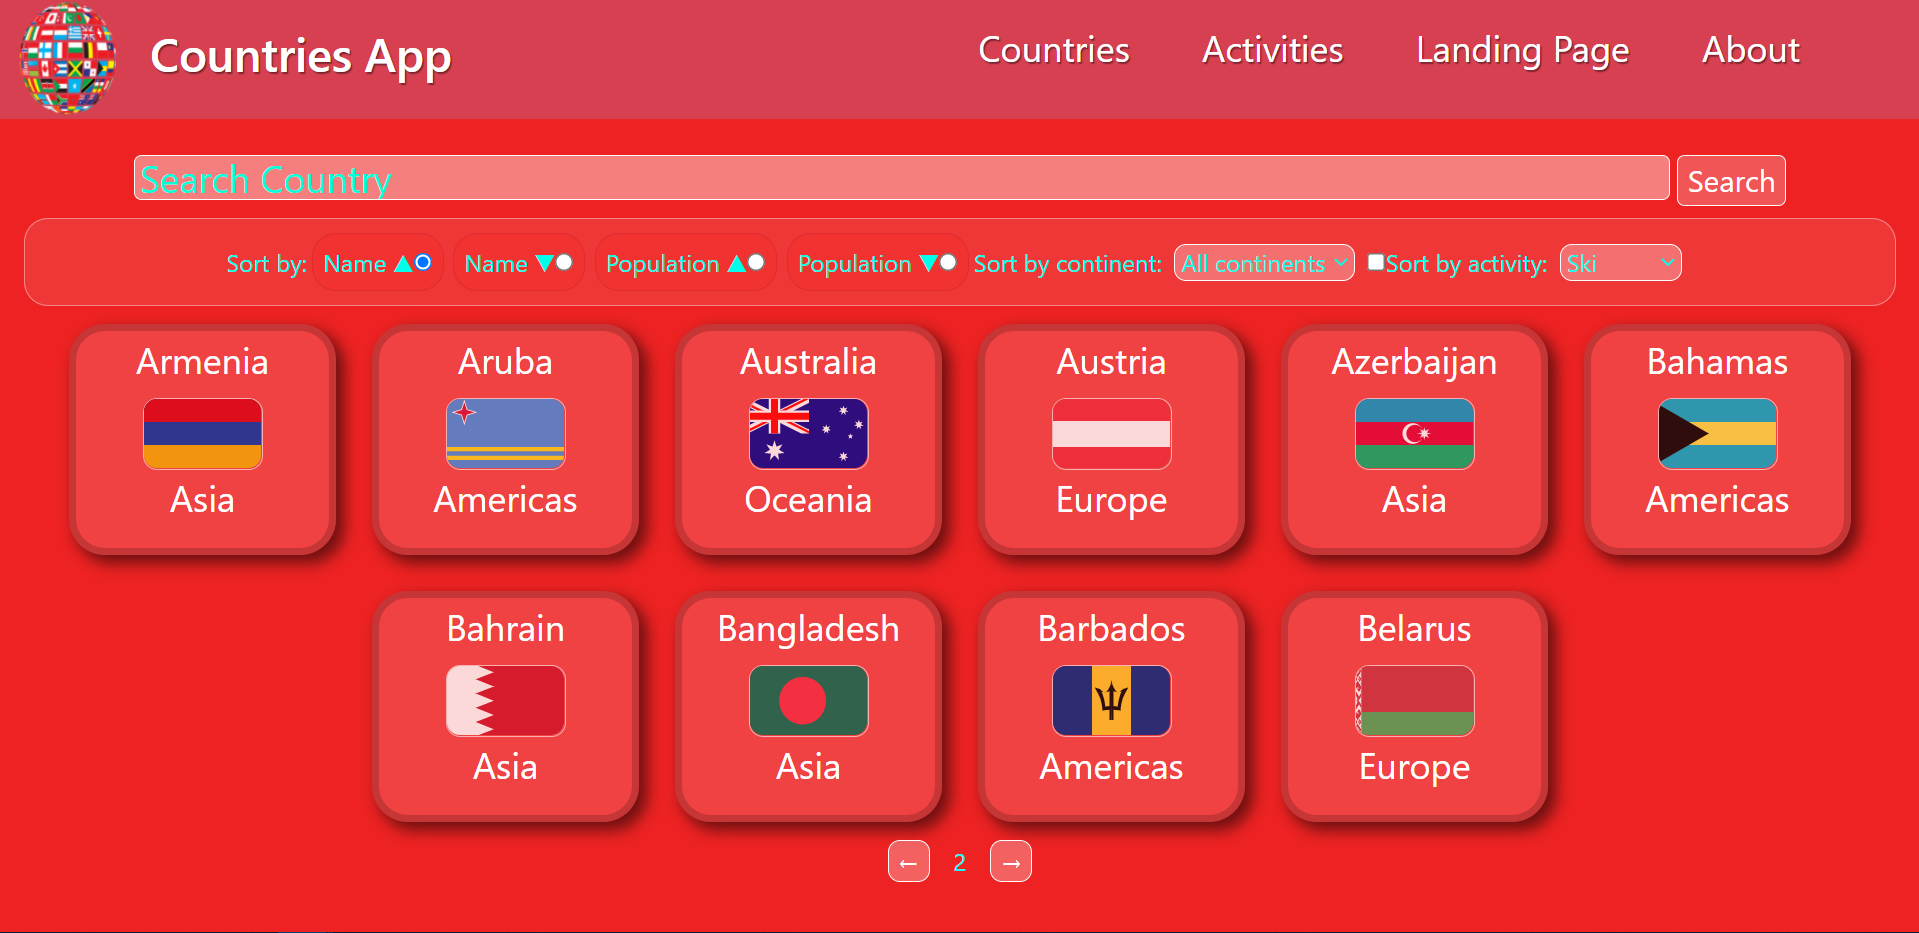 Countries App
Countries Activities Landing Page About
Search Country
Search
Sort by: Name ▲ Name ▼ Population ▲ Population ▼ Sort by continent: All continents Sort by activity: Ski
Armenia Aruba Australia Austria Azerbaijan Bahamas
Asia Americas Oceania Europe Asia Americas
Bahrain Bangladesh Barbados Belarus
Asia Asia Americas Europe
← 2 →